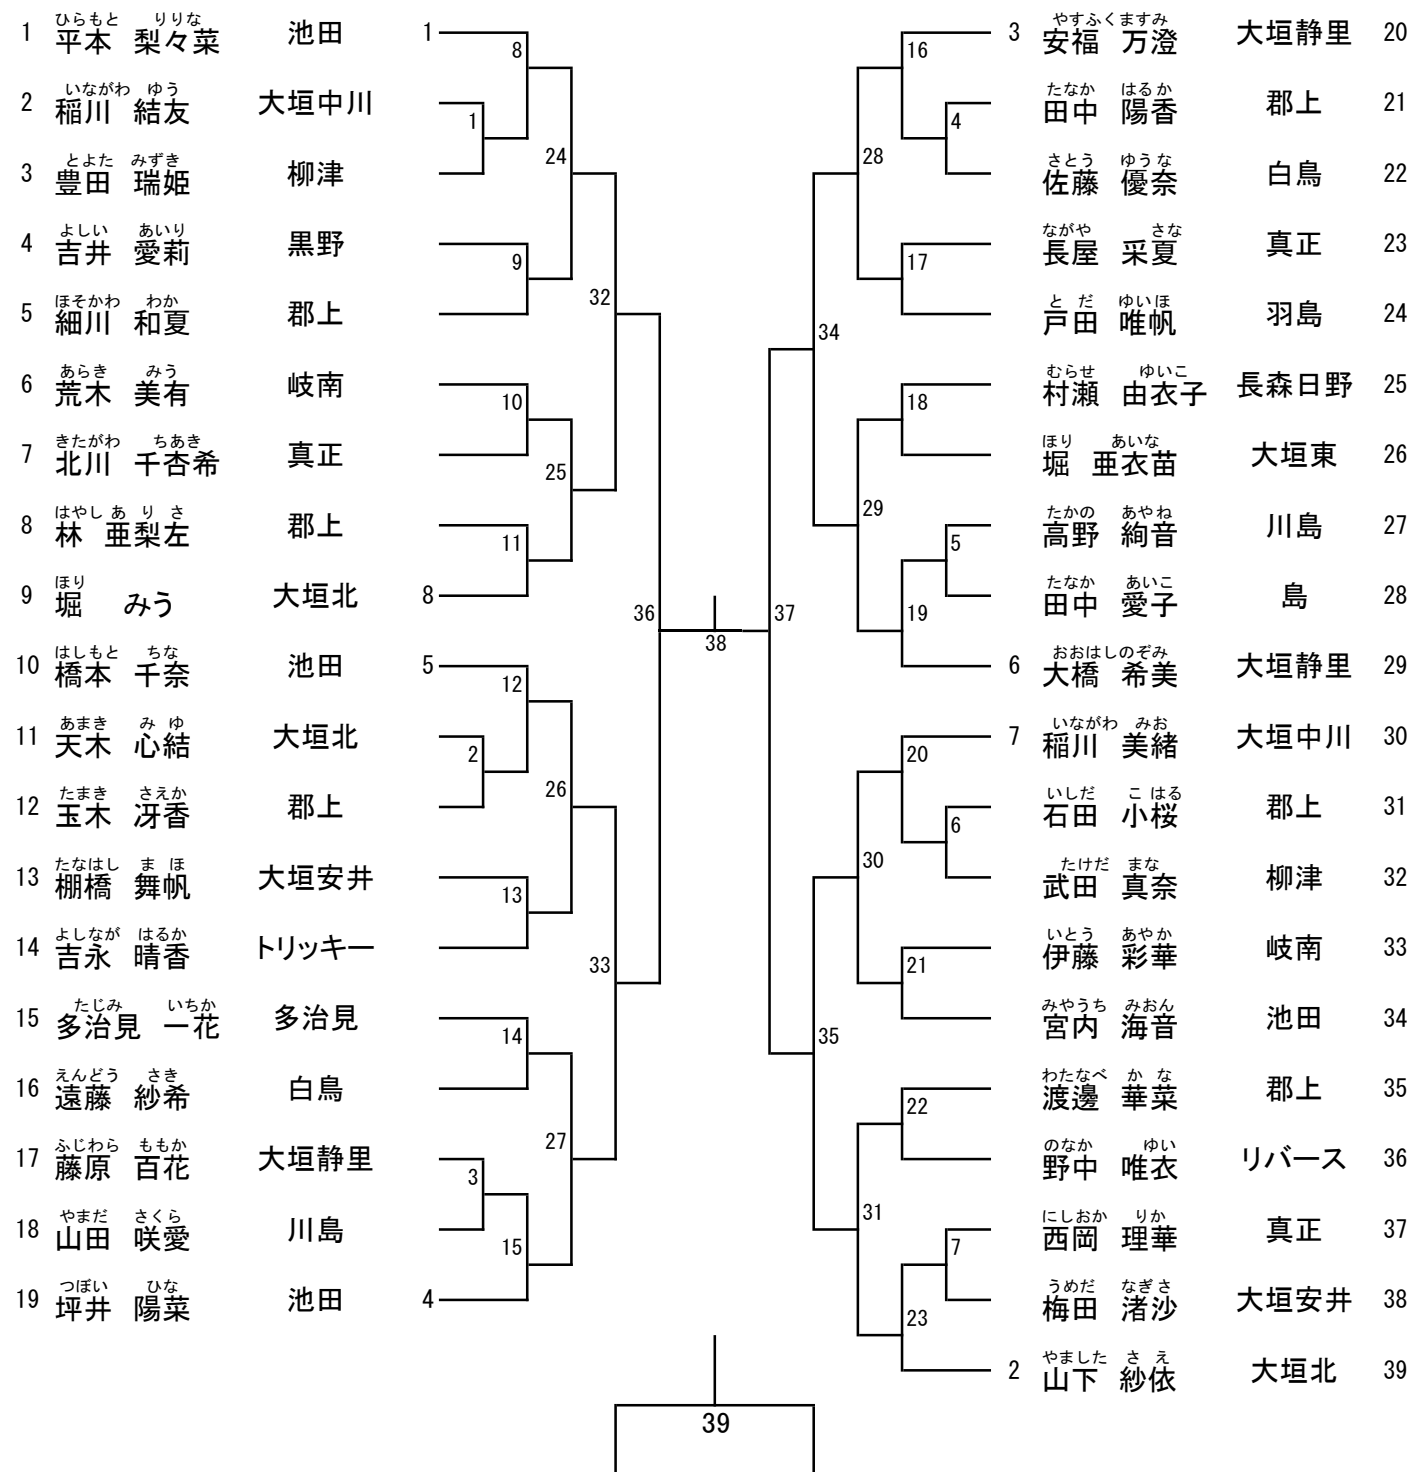 ひらもと りりな
1 平本 梨々菜 池田 1
いながわ ゆう
2 稲川 結友 大垣中川
とよた みずき
3 豊田 瑞姫 柳津
よしい あいり
4 吉井 愛莉 黒野
ほそかわ わか
5 細川 和夏 郡上
あらき みう
6 荒木 美有 岐南
きたがわ ちあき
7 北川 千杏希 真正
はやし あ り さ
8 林 亜梨左 郡上
ほり
9 堀 みう 大垣北 8
はしもと ちな
10 橋本 千奈 池田 5
あまき み ゆ
11 天木 心結 大垣北
たまき さえか
12 玉木 冴香 郡上
たなはし ま ほ
13 棚橋 舞帆 大垣安井
よしなが はるか
14 吉永 晴香 トリッキー
たじみ いちか
15 多治見 一花 多治見
えんどう さき
16 遠藤 紗希 白鳥
ふじわら ももか
17 藤原 百花 大垣静里
やまだ さくら
18 山田 咲愛 川島
つぼい ひな
19 坪井 陽菜 池田 4
8
1
24
9
32
10
25
11
36
12
2
26
13
33
14
27
3
15
38
37
16
4
28
17
34
18
29
5
19
20
6
30
21
35
22
31
7
23
やすふくますみ
3 安福 万澄 大垣静里 20
たなか はるか
田中 陽香 郡上 21
さとう ゆうな
佐藤 優奈 白鳥 22
ながや さな
長屋 采夏 真正 23
と だ ゆいほ
戸田 唯帆 羽島 24
むらせ ゆいこ
村瀬 由衣子 長森日野 25
ほり あいな
堀 亜衣苗 大垣東 26
たかの あやね
高野 絢音 川島 27
たなか あいこ
田中 愛子 島 28
おおはしのぞみ
6 大橋 希美 大垣静里 29
いながわ みお
7 稲川 美緒 大垣中川 30
いしだ こ はる
石田 小桜 郡上 31
たけだ まな
武田 真奈 柳津 32
いとう あやか
伊藤 彩華 岐南 33
みやうち みおん
宮内 海音 池田 34
わたなべ か な
渡邊 華菜 郡上 35
のなか ゆい
野中 唯衣 リバース 36
にしおか りか
西岡 理華 真正 37
うめだ なぎさ
梅田 渚沙 大垣安井 38
やました さ え
2 山下 紗依 大垣北 39
39